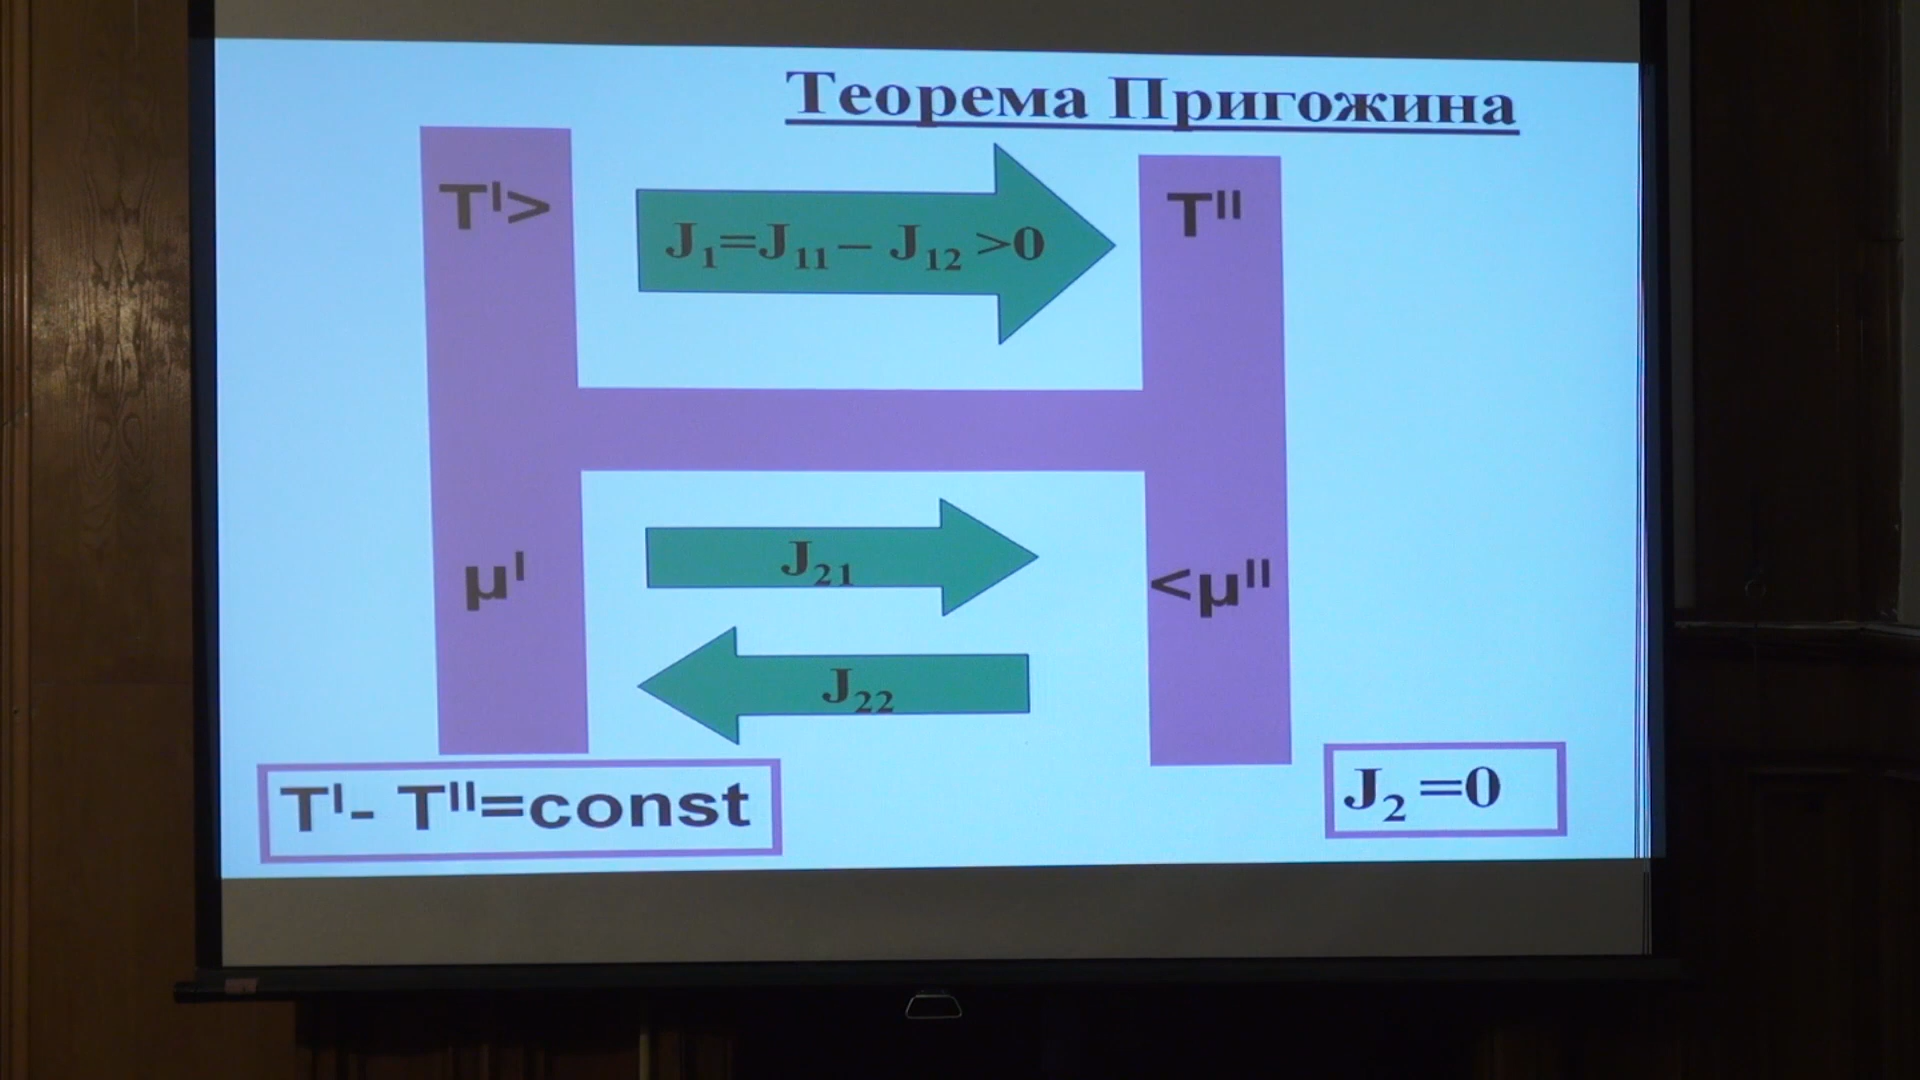 Теорема Пригожина
Tᴵ>
J₁=J₁₁– J₁₂ >0
Tᴵᴵ
μᴵ
J₂₁
<μᴵᴵ
J₂₂
Tᴵ- Tᴵᴵ=const
J₂ =0